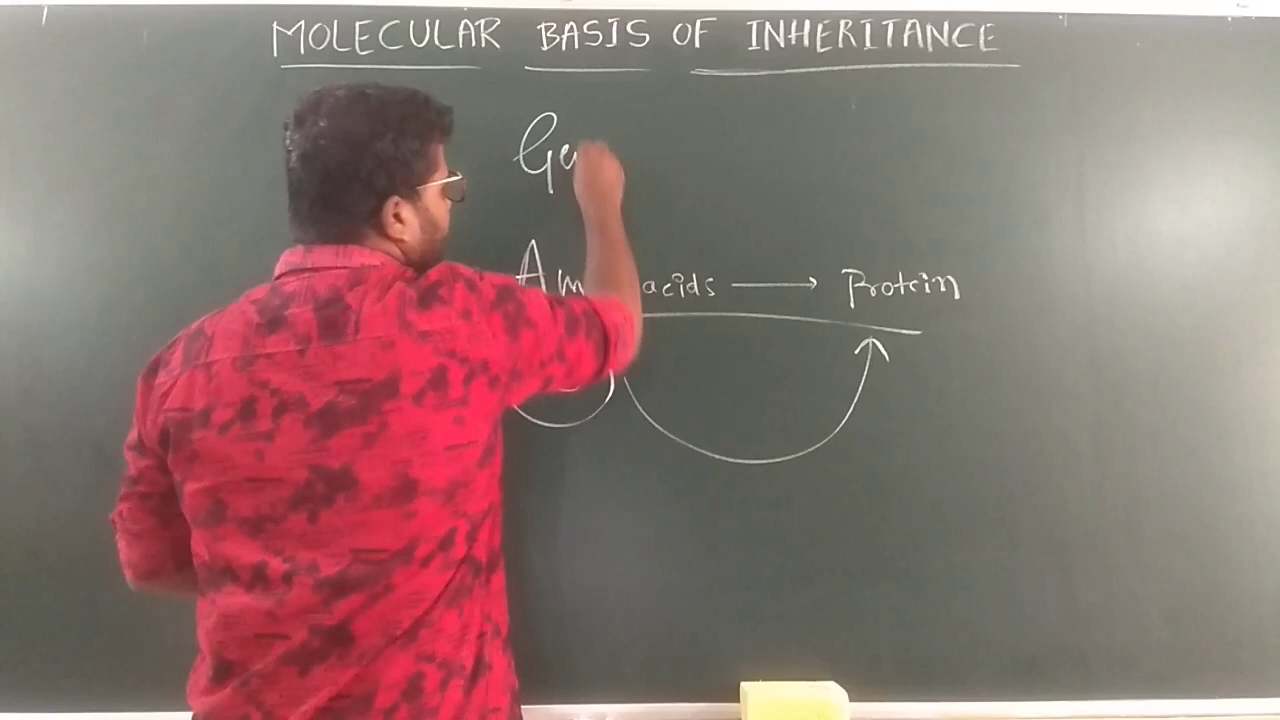 MOLECULAR BASIS OF INHERITANCE
Ge
Am acids → Protein